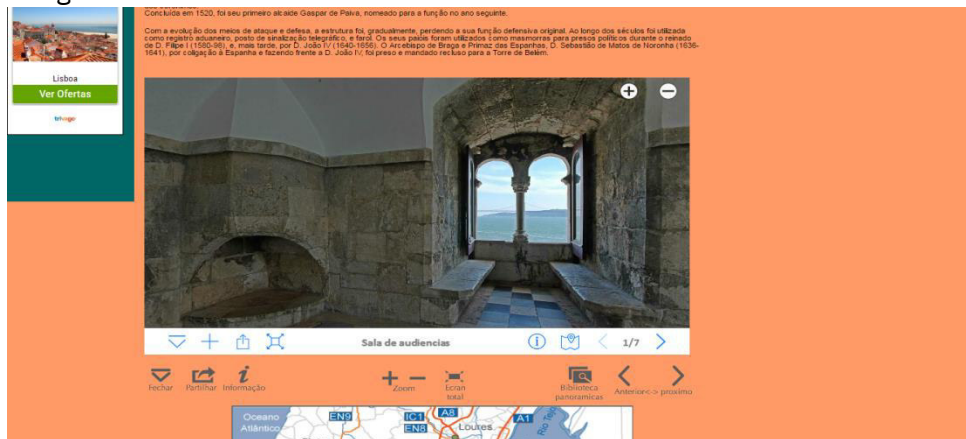 Concluída em 1520, foi seu primeiro alcaide Gaspar de Paiva, nomeado para a função no ano seguinte.
Com a evolução dos meios de ataque e defesa, a estrutura foi, gradualmente, perdendo a sua função defensiva original. Ao longo dos séculos foi utilizada
como registro aduaneiro, posto de sinalização telegráfico, e farol. Os seus paióis foram utilizados como masmorras para presos políticos durante o reinado
de D. Filipe I (1580-98), e, mais tarde, por D. João IV (1640-1656). O Arcebispo de Braga e Primaz das Espanhas, D. Sebastião de Matos de Noronha (1636-
1641), por coligação à Espanha e fazendo frente a D. João IV, foi preso e mandado recluso para a Torre de Belém.
Lisboa
Ver Ofertas
trivago
Sala de audiencias
1/7
Fechar Partilhar Informação
Zoom
Ecran
total
Biblioteca
panoramicas
Anterior<-> proximo
Oceano
Atlântico
EN9
IC1
A8
EN8
Loures
A1
Rio Tejo